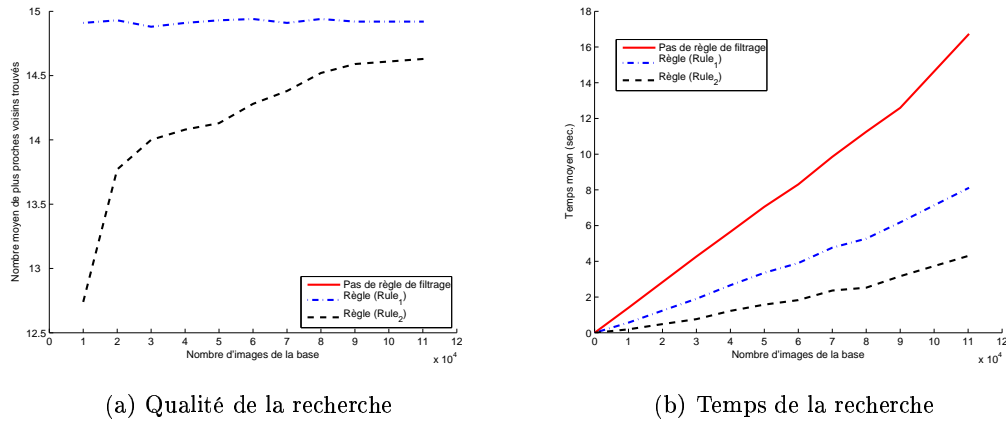 15
14.5
14
13.5
13
12.5
Nombre moyen de plus proches voisins trouvés
0 1 2 3 4 5 6 7 8 9 10 11 12
x 10^4
Nombre d'images de la base
Pas de règle de filtrage
Règle (Rule_1)
Règle (Rule_2)
(a) Qualité de la recherche
18
16
14
12
10
8
6
4
2
0
Temps moyen (sec.)
0 1 2 3 4 5 6 7 8 9 10 11 12
x 10^4
Nombre d'images de la base
Pas de règle de filtrage
Règle (Rule_1)
Règle (Rule_2)
(b) Temps de la recherche